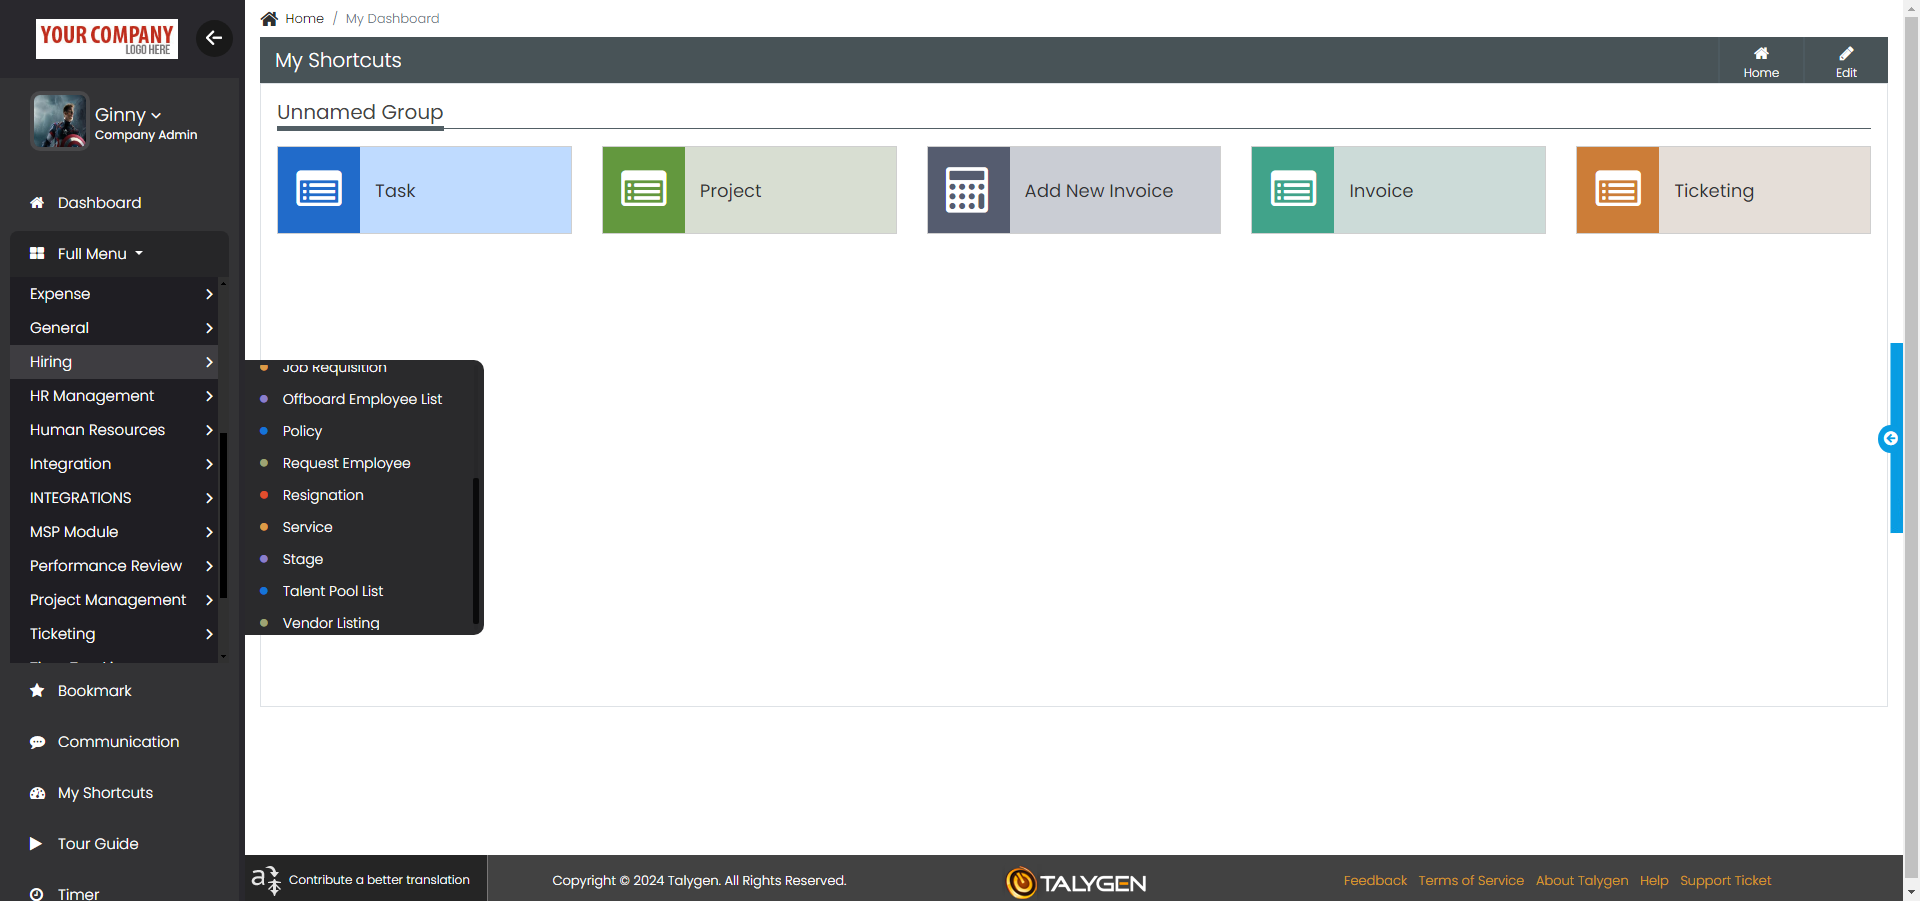 YOUR COMPANY
LOGO HERE
Ginny
Company Admin
Dashboard
Full Menu
Expense
General
Hiring
HR Management
Human Resources
Integration
INTEGRATIONS
MSP Module
Performance Review
Project Management
Ticketing
Bookmark
Communication
My Shortcuts
Tour Guide
Timer
Job Requisition
Offboard Employee List
Policy
Request Employee
Resignation
Service
Stage
Talent Pool List
Vendor Listing
Home / My Dashboard
My Shortcuts
Home
Edit
Unnamed Group
Task
Project
Add New Invoice
Invoice
Ticketing
Contribute a better translation
Copyright © 2024 Talygen. All Rights Reserved.
TALYGEN
Feedback Terms of Service About Talygen Help Support Ticket